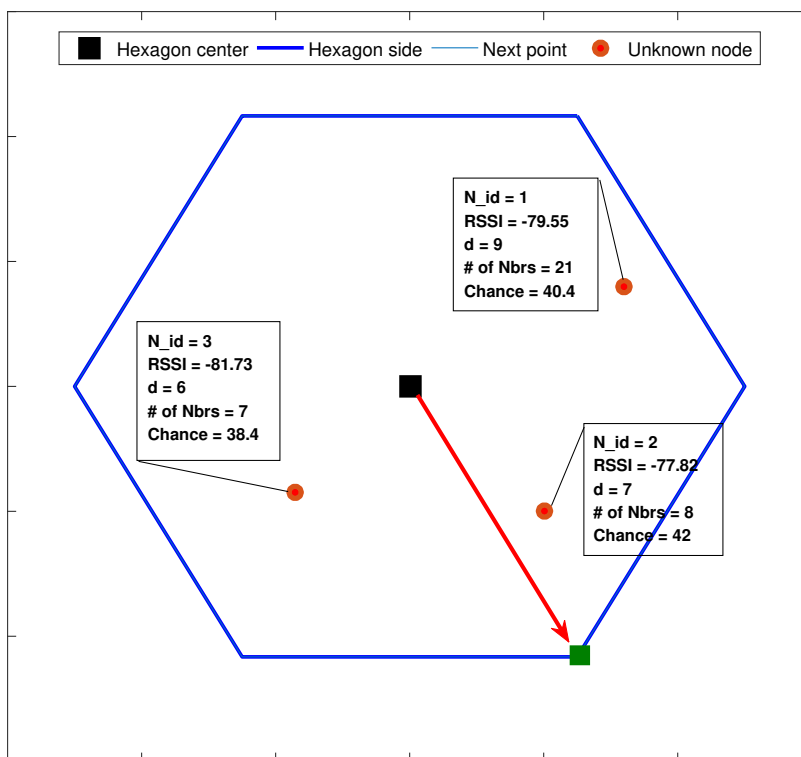 Hexagon center Hexagon side Next point Unknown node
N_id = 1
RSSI = -79.55
d = 9
# of Nbrs = 21
Chance = 40.4
N_id = 3
RSSI = -81.73
d = 6
# of Nbrs = 7
Chance = 38.4
N_id = 2
RSSI = -77.82
d = 7
# of Nbrs = 8
Chance = 42